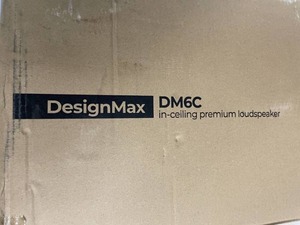 DesignMax DM6C
in-ceiling premium loudspeaker